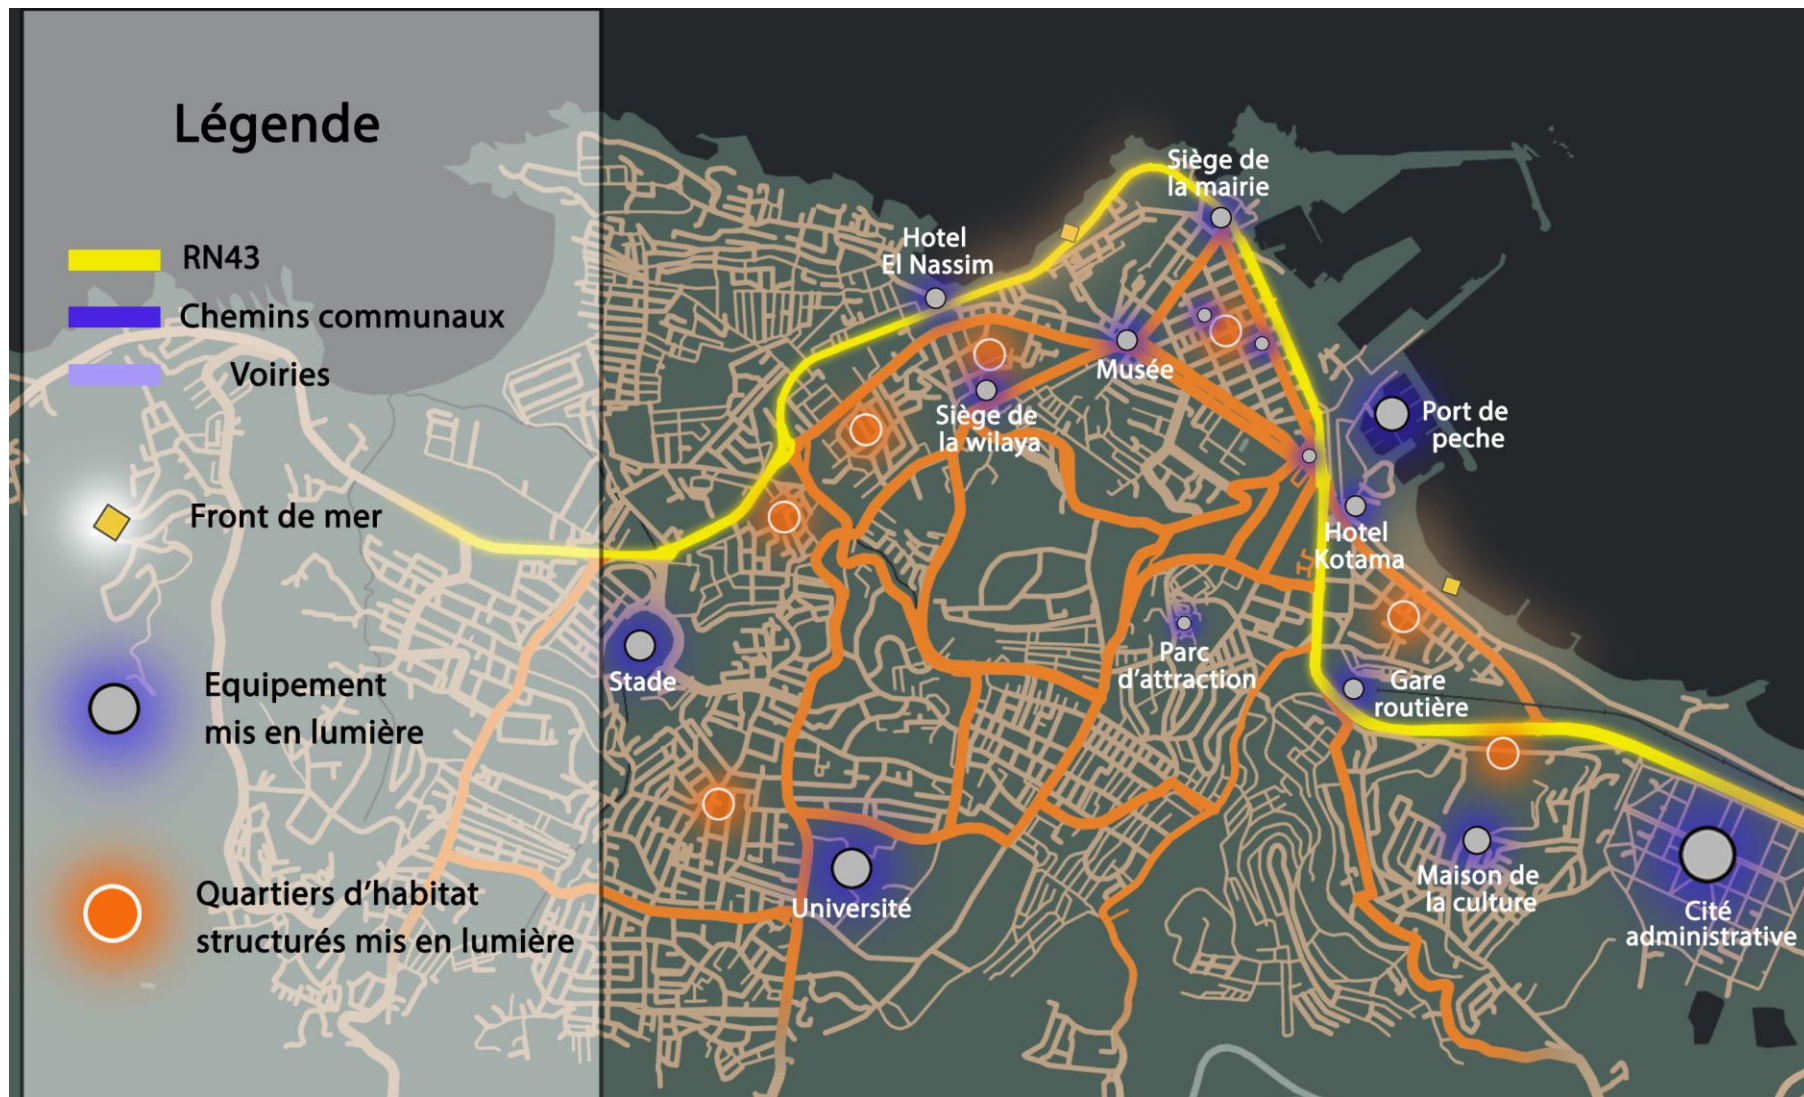 Légende
RN43
Chemins communaux
Voiries
Front de mer
Equipement
mis en lumière
Quartiers d'habitat
structurés mis en lumière
Siège de
la mairie
Hotel
El Nassim
Musée
Siège de
la wilaya
Port de
peche
Hotel
Kotama
Stade
Parc
d'attraction
Gare
routière
Université
Maison de
la culture
Cité
administrative